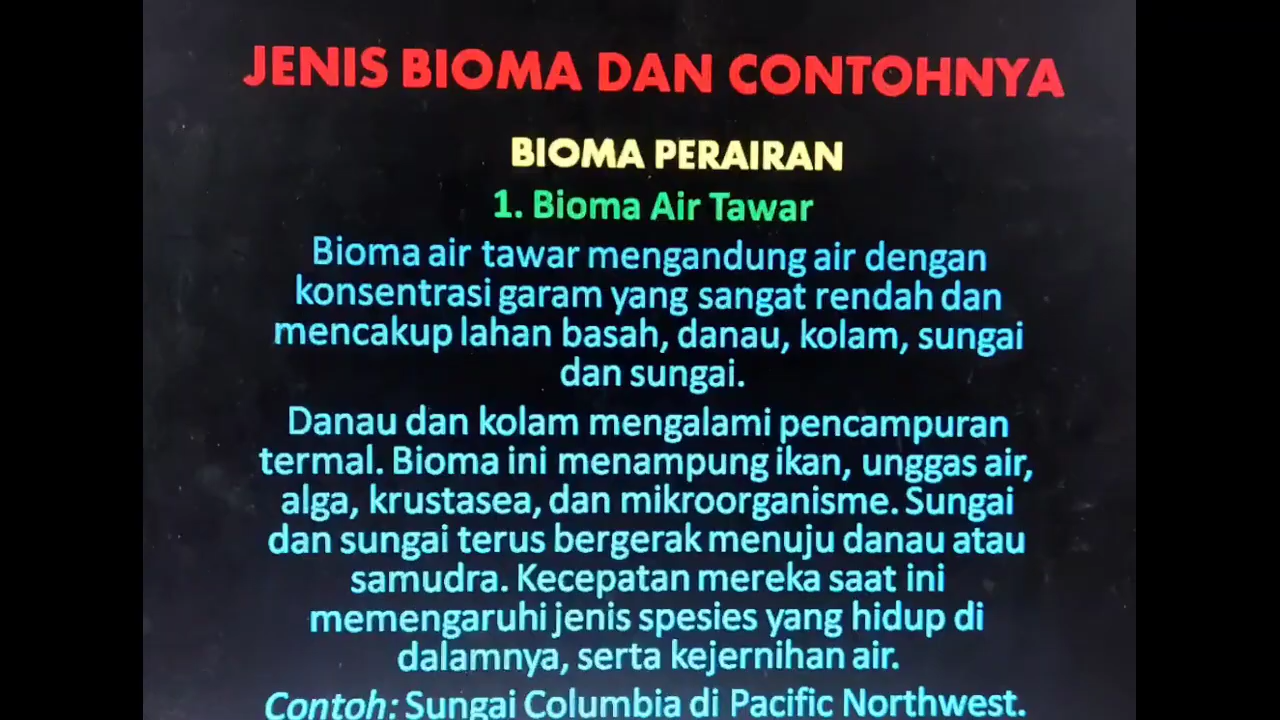 JENIS BIOMA DAN CONTOHNYA
BIOMA PERAIRAN
1. Bioma Air Tawar
Bioma air tawar mengandung air dengan
konsentrasi garam yang sangat rendah dan
mencakup lahan basah, danau, kolam, sungai
dan sungai.
Danau dan kolam mengalami pencampuran
termal. Bioma ini menampung ikan, unggas air,
alga, krustasea, dan mikroorganisme. Sungai
dan sungai terus bergerak menuju danau atau
samudra. Kecepatan mereka saat ini
memengaruhi jenis spesies yang hidup di
dalamnya, serta kejernihan air.
Contoh: Sungai Columbia di Pacific Northwest.